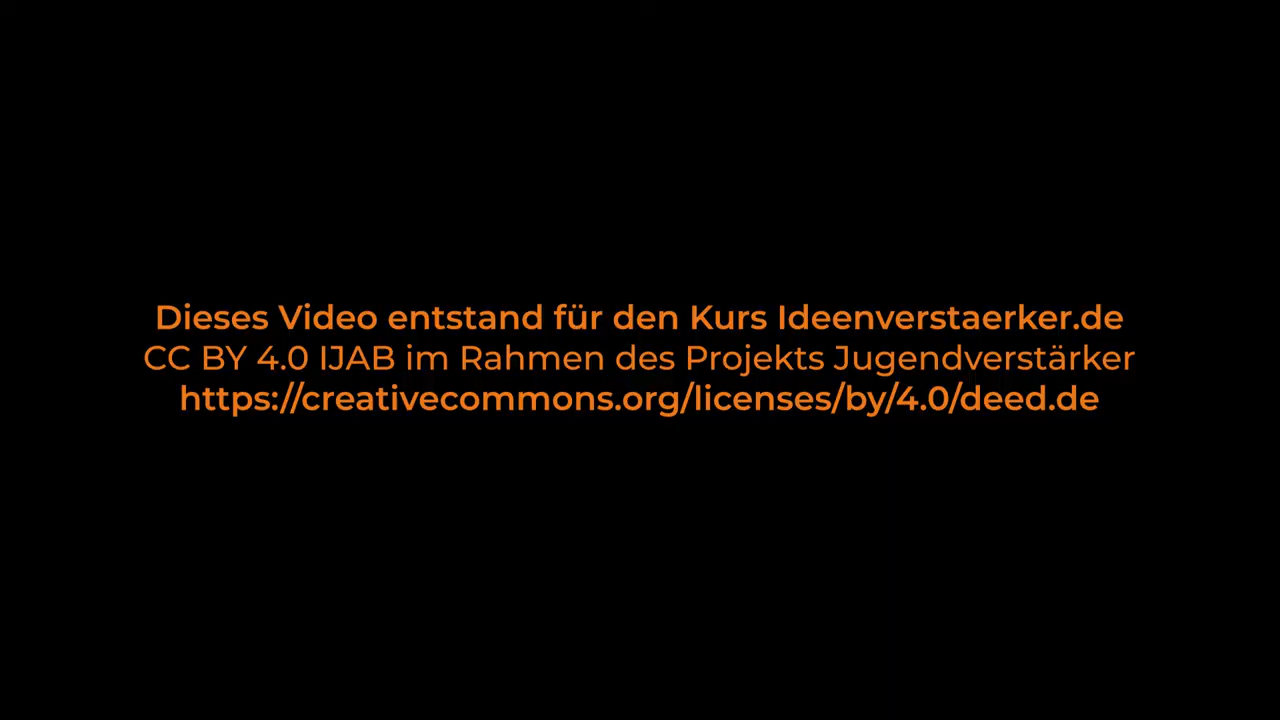 Dieses Video entstand für den Kurs Ideenverstaerker.de
CC BY 4.0 IJAB im Rahmen des Projekts Jugendverstärker
https://creativecommons.org/licenses/by/4.0/deed.de